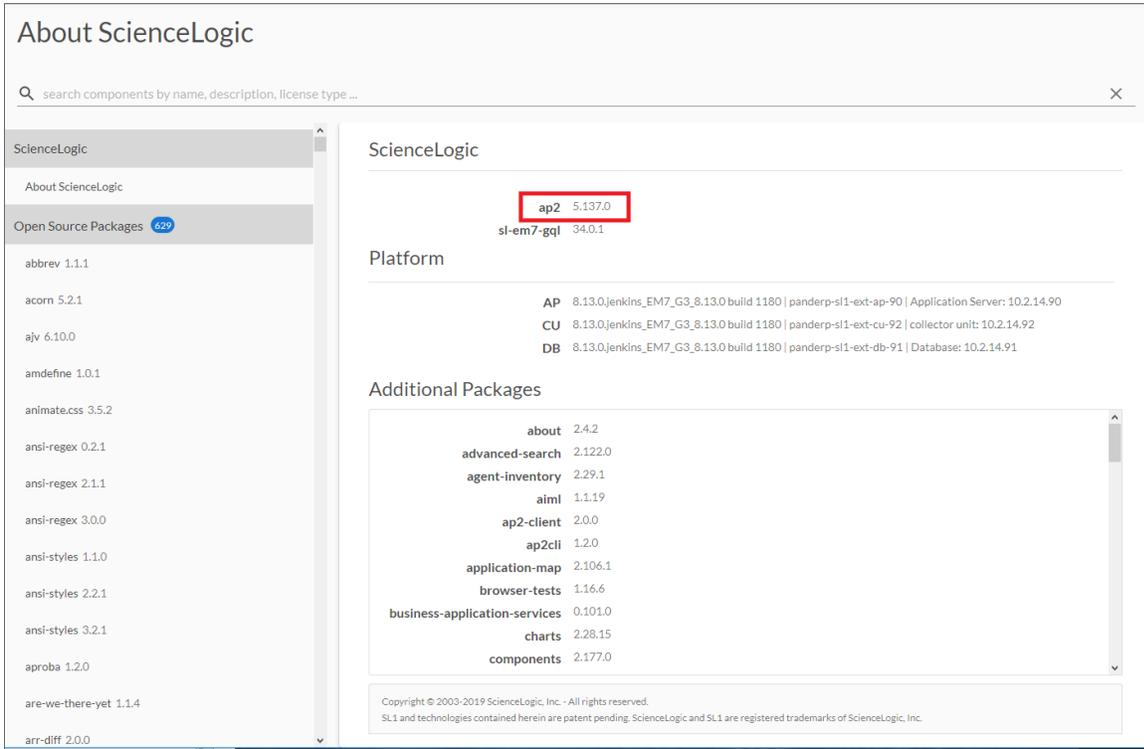 About ScienceLogic
search components by name, description, license type ...
ScienceLogic
About ScienceLogic
Open Source Packages 629
abbrev 1.1.1
acorn 5.2.1
ajv 6.10.0
amdefine 1.0.1
animate.css 3.5.2
ansi-regex 0.2.1
ansi-regex 2.1.1
ansi-regex 3.0.0
ansi-styles 1.1.0
ansi-styles 2.2.1
ansi-styles 3.2.1
aproba 1.2.0
are-we-there-yet 1.1.4
arr-diff 2.0.0
ScienceLogic
ap2 5.137.0
sl-em7-gql 34.0.1
Platform
AP 8.13.0.jenkins_EM7_G3_8.13.0 build 1180 | panderp-sl1-ext-ap-90 | Application Server: 10.2.14.90
CU 8.13.0.jenkins_EM7_G3_8.13.0 build 1180 | panderp-sl1-ext-cu-92 | collector unit: 10.2.14.92
DB 8.13.0.jenkins_EM7_G3_8.13.0 build 1180 | panderp-sl1-ext-db-91 | Database: 10.2.14.91
Additional Packages
about 2.4.2
advanced-search 2.122.0
agent-inventory 2.29.1
aiml 1.1.19
ap2-client 2.0.0
ap2cli 1.2.0
application-map 2.106.1
browser-tests 1.16.6
business-application-services 0.101.0
charts 2.28.15
components 2.177.0
Copyright © 2003-2019 ScienceLogic, Inc. - All rights reserved.
SL1 and technologies contained herein are patent pending. ScienceLogic and SL1 are registered trademarks of ScienceLogic, Inc.